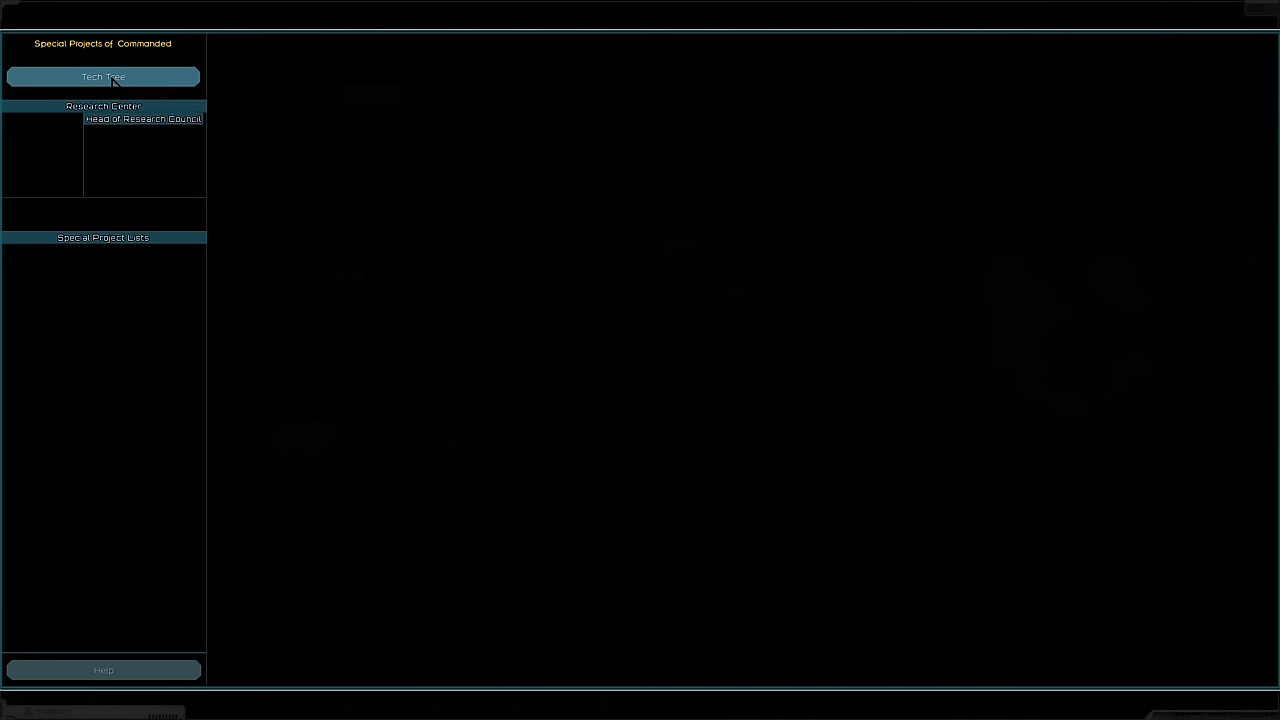 Special Projects of Commanded
Tech Tree
Research Center
Head of Research Council
Special Project Lists
Help